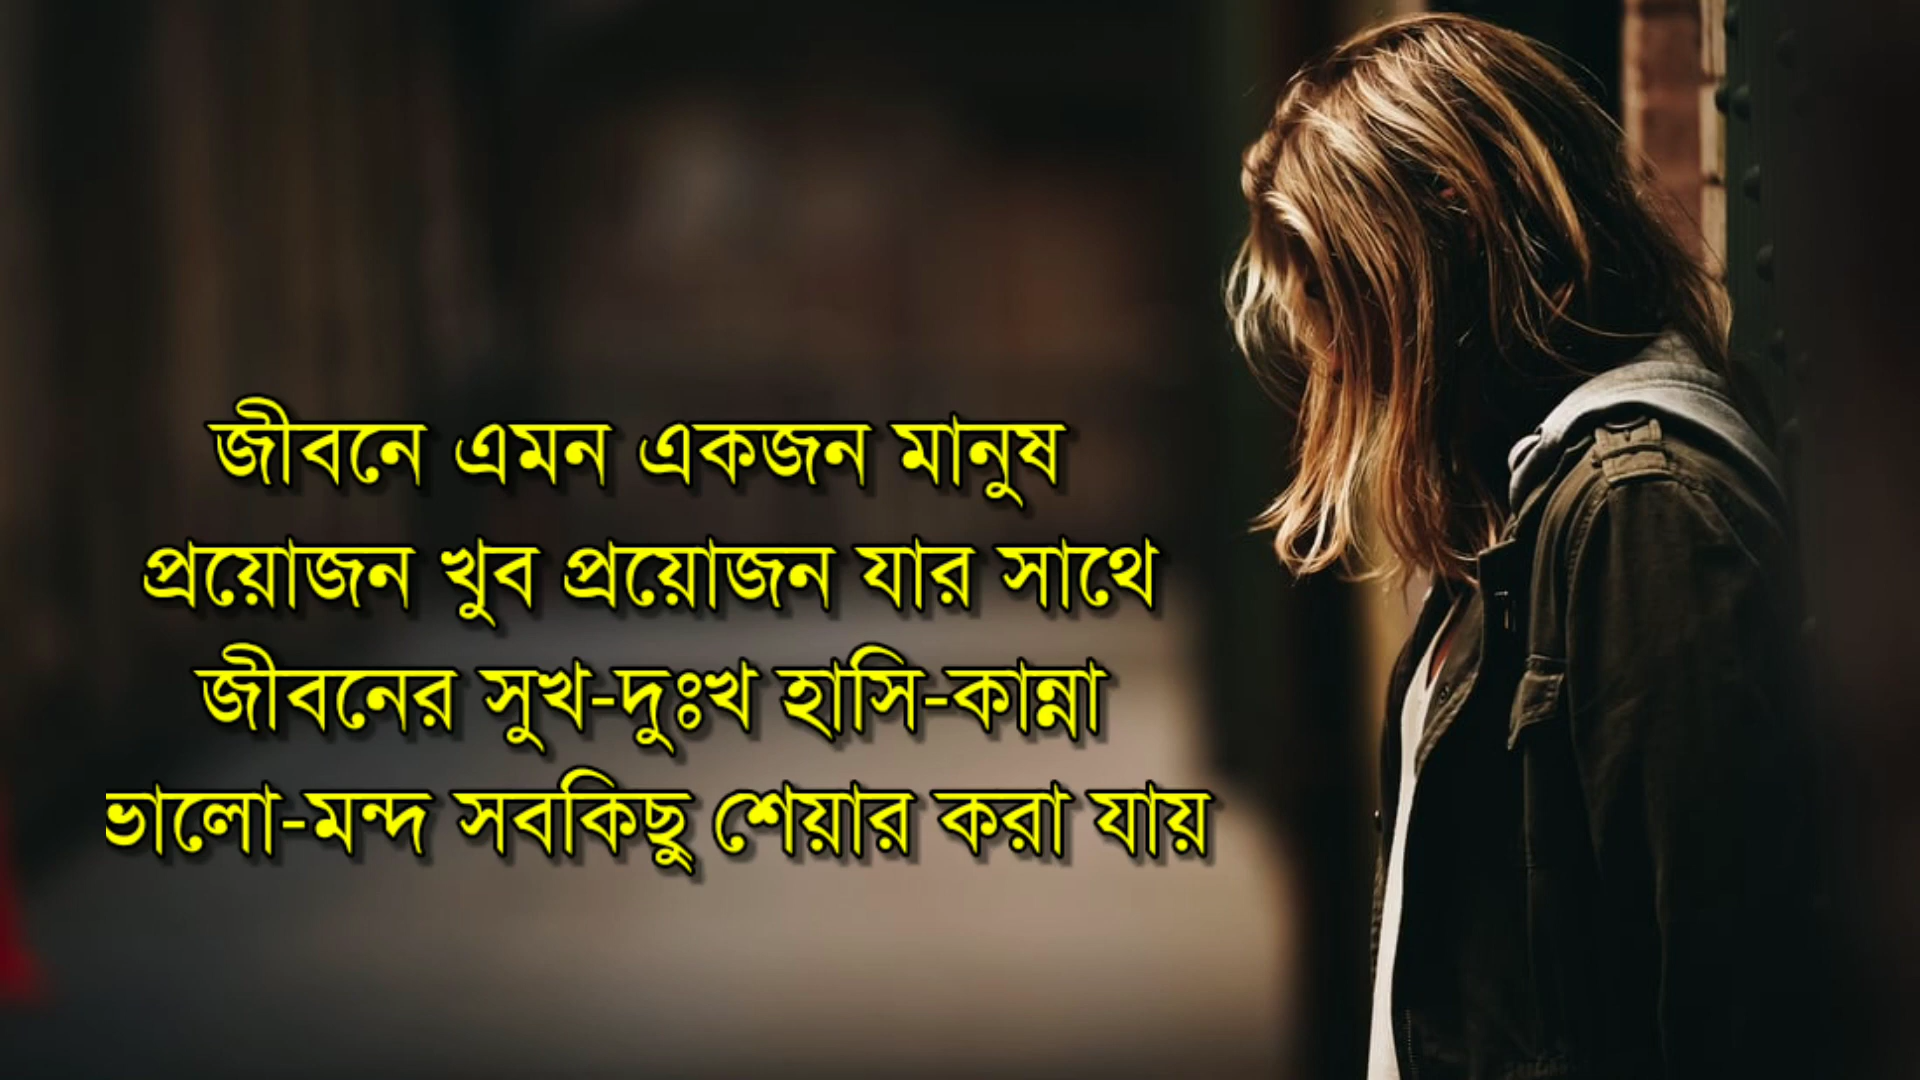 জীবনে এমন একজন মানুষ
প্রয়োজন খুব প্রয়োজন যার সাথে
জীবনের সুখ-দুঃখ হাসি-কান্না
ভালো-মন্দ সবকিছু শেয়ার করা যায়